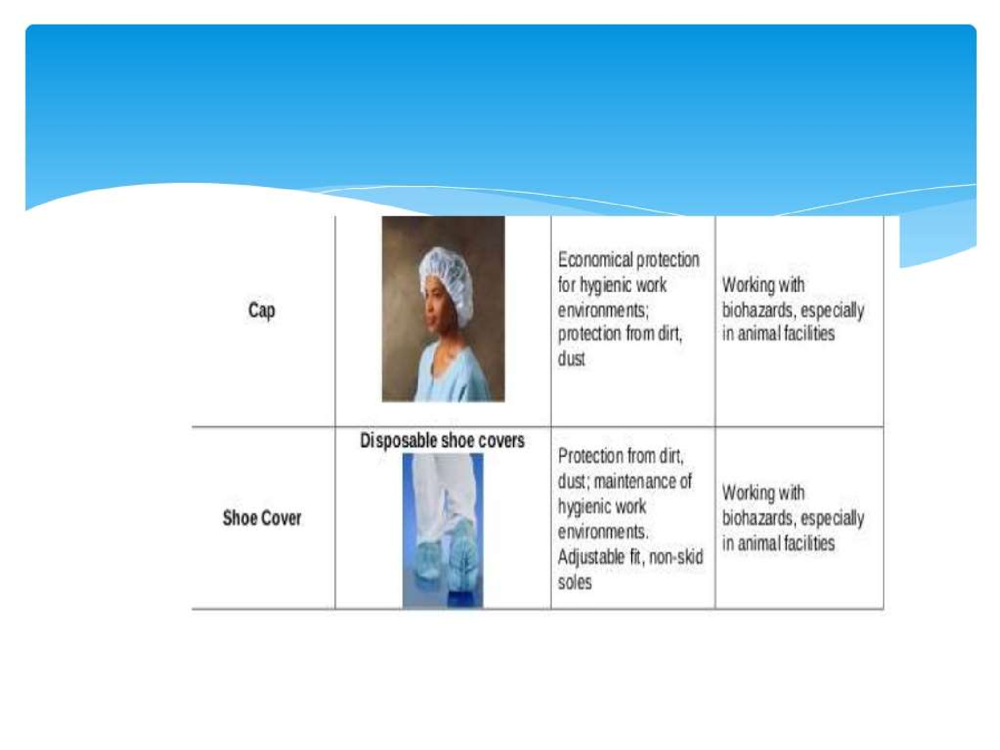 Cap
Economical protection
for hygienic work
environments;
protection from dirt,
dust
Working with
biohazards, especially
in animal facilities
Shoe Cover
Disposable shoe covers
Protection from dirt,
dust; maintenance of
hygienic work
environments.
Adjustable fit, non-skid
soles
Working with
biohazards, especially
in animal facilities